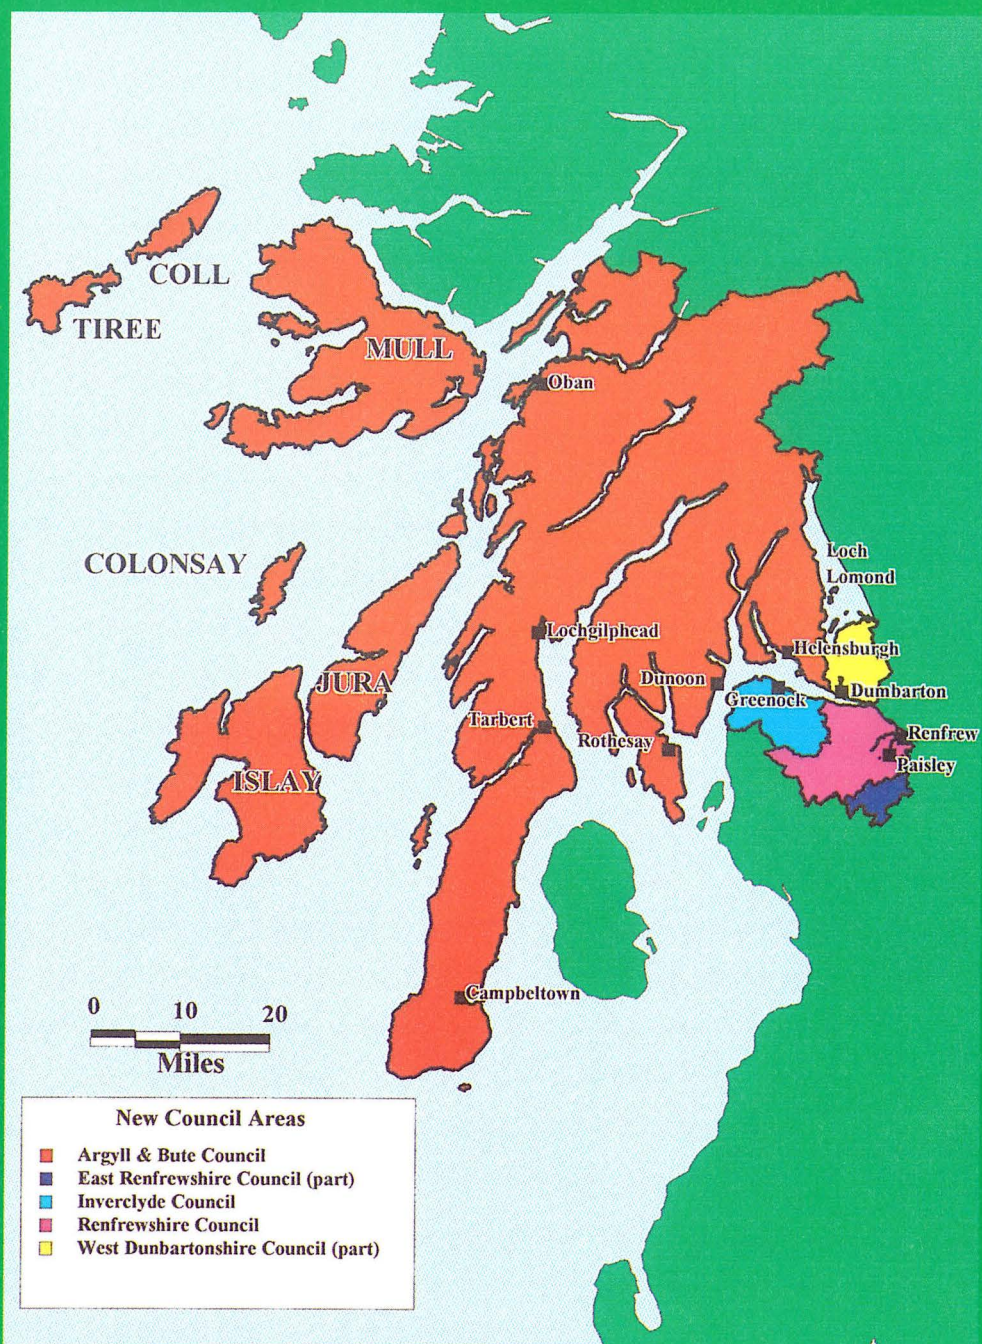 COLL
TIREE
MULL
Oban
COLONSAY
Loch
Lomond
Lochgilphead
Helensburgh
JURA
Dunoon
Greenock
Dumbarton
Tarbert
Rothesay
Renfrew
Paisley
ISLAY
Campbeltown
0 10 20
Miles
New Council Areas
Argyll & Bute Council
East Renfrewshire Council (part)
Inverclyde Council
Renfrewshire Council
West Dunbartonshire Council (part)